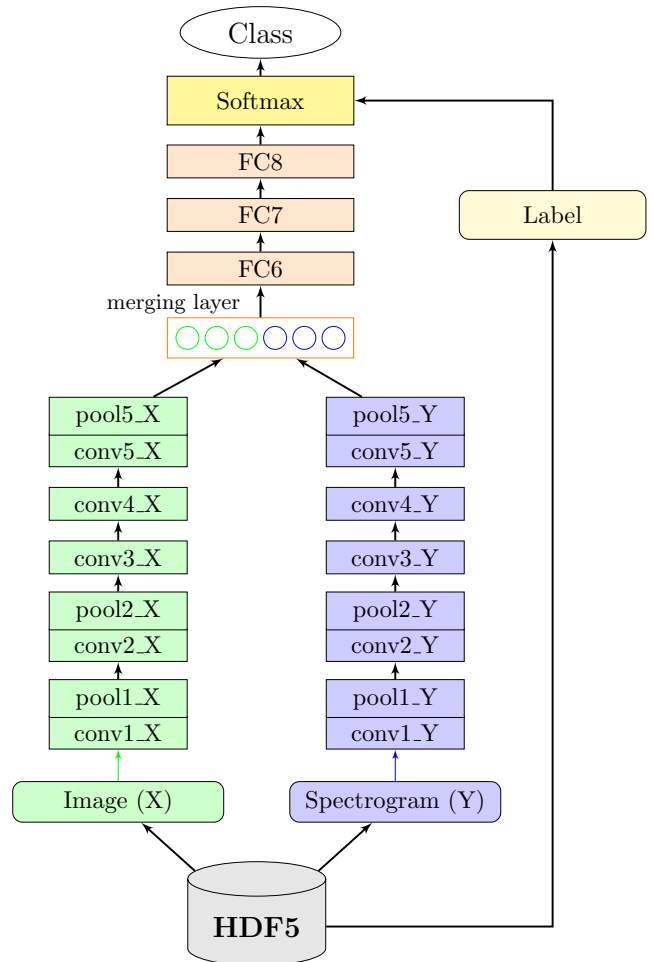 Class
Softmax
FC8
FC7
Label
FC6
merging layer
pool5_X
pool5_Y
conv5_X
conv5_Y
conv4_X
conv4_Y
conv3_X
conv3_Y
pool2_X
pool2_Y
conv2_X
conv2_Y
pool1_X
pool1_Y
conv1_X
conv1_Y
Image (X)
Spectrogram (Y)
HDF5